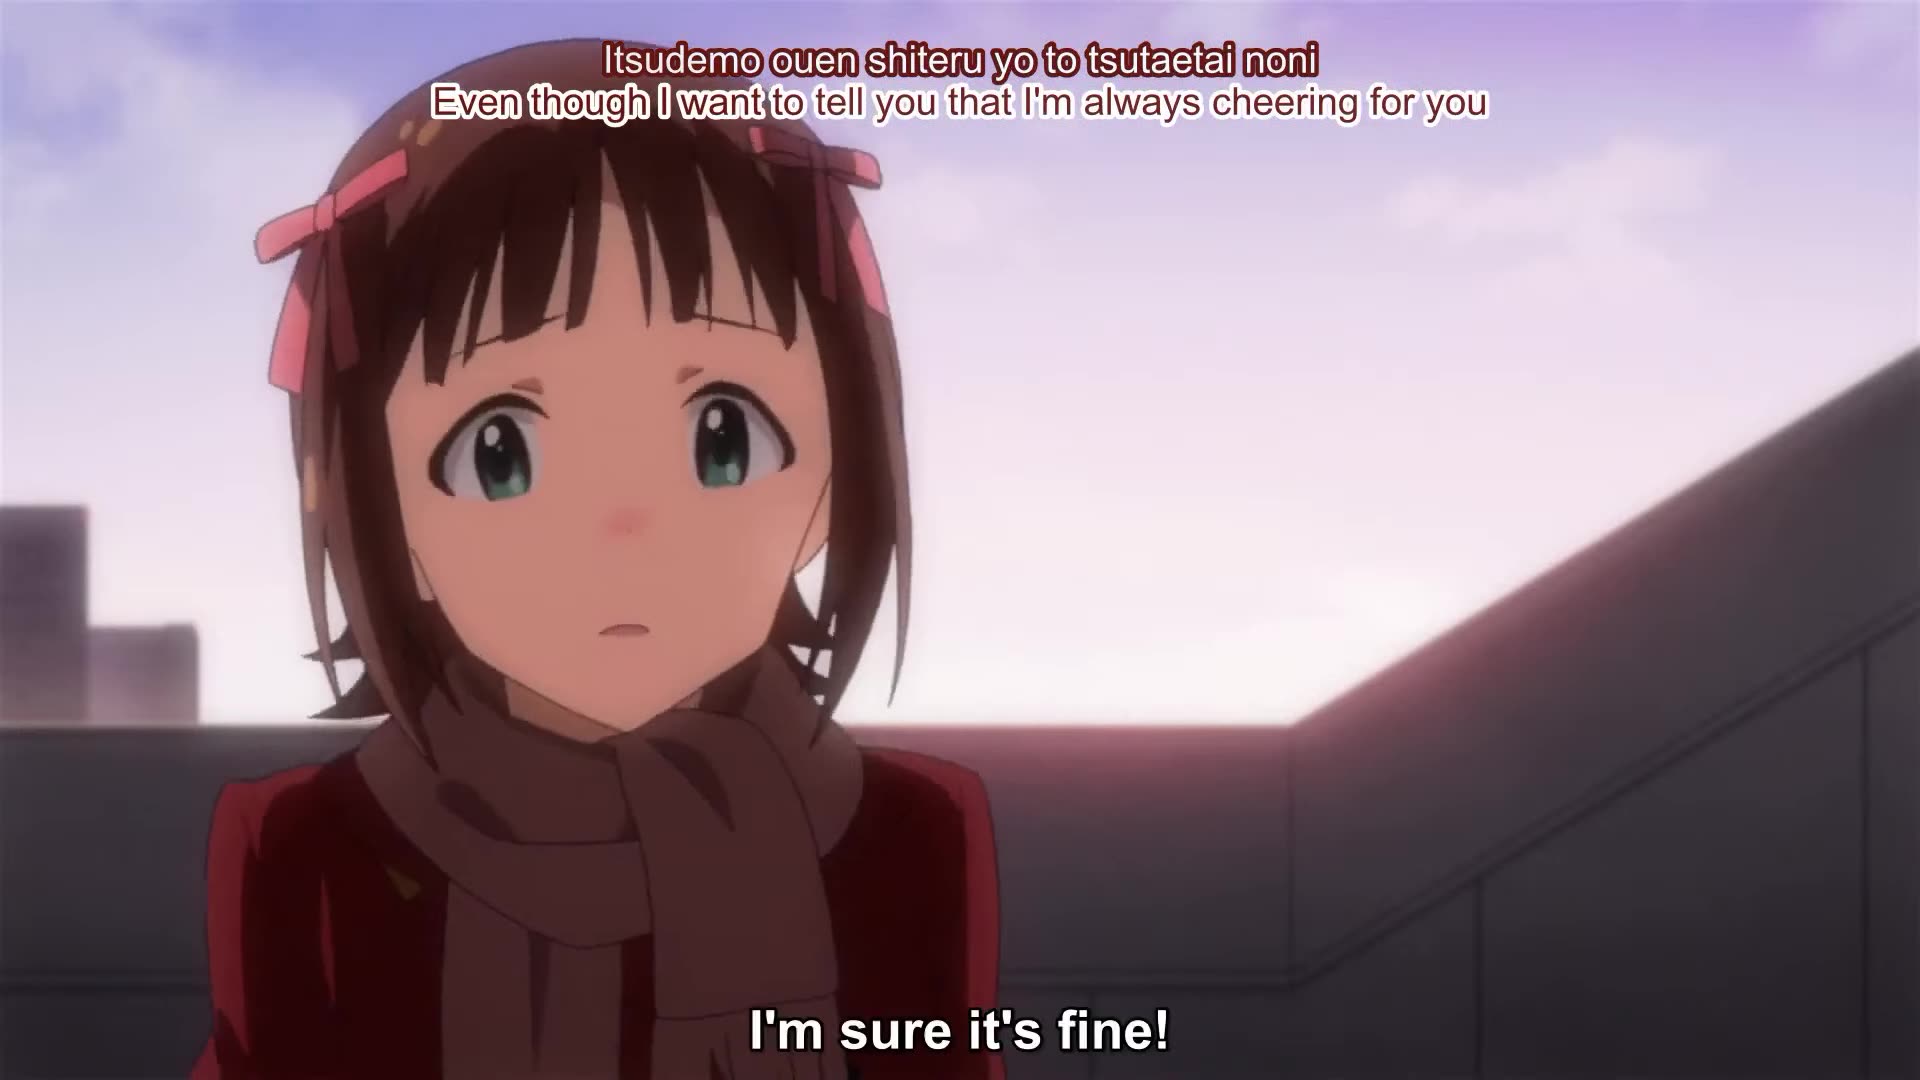 Itsudemo ouen shiteru yo to tsutaetai noni
Even though I want to tell you that I'm always cheering for you
I'm sure it's fine!